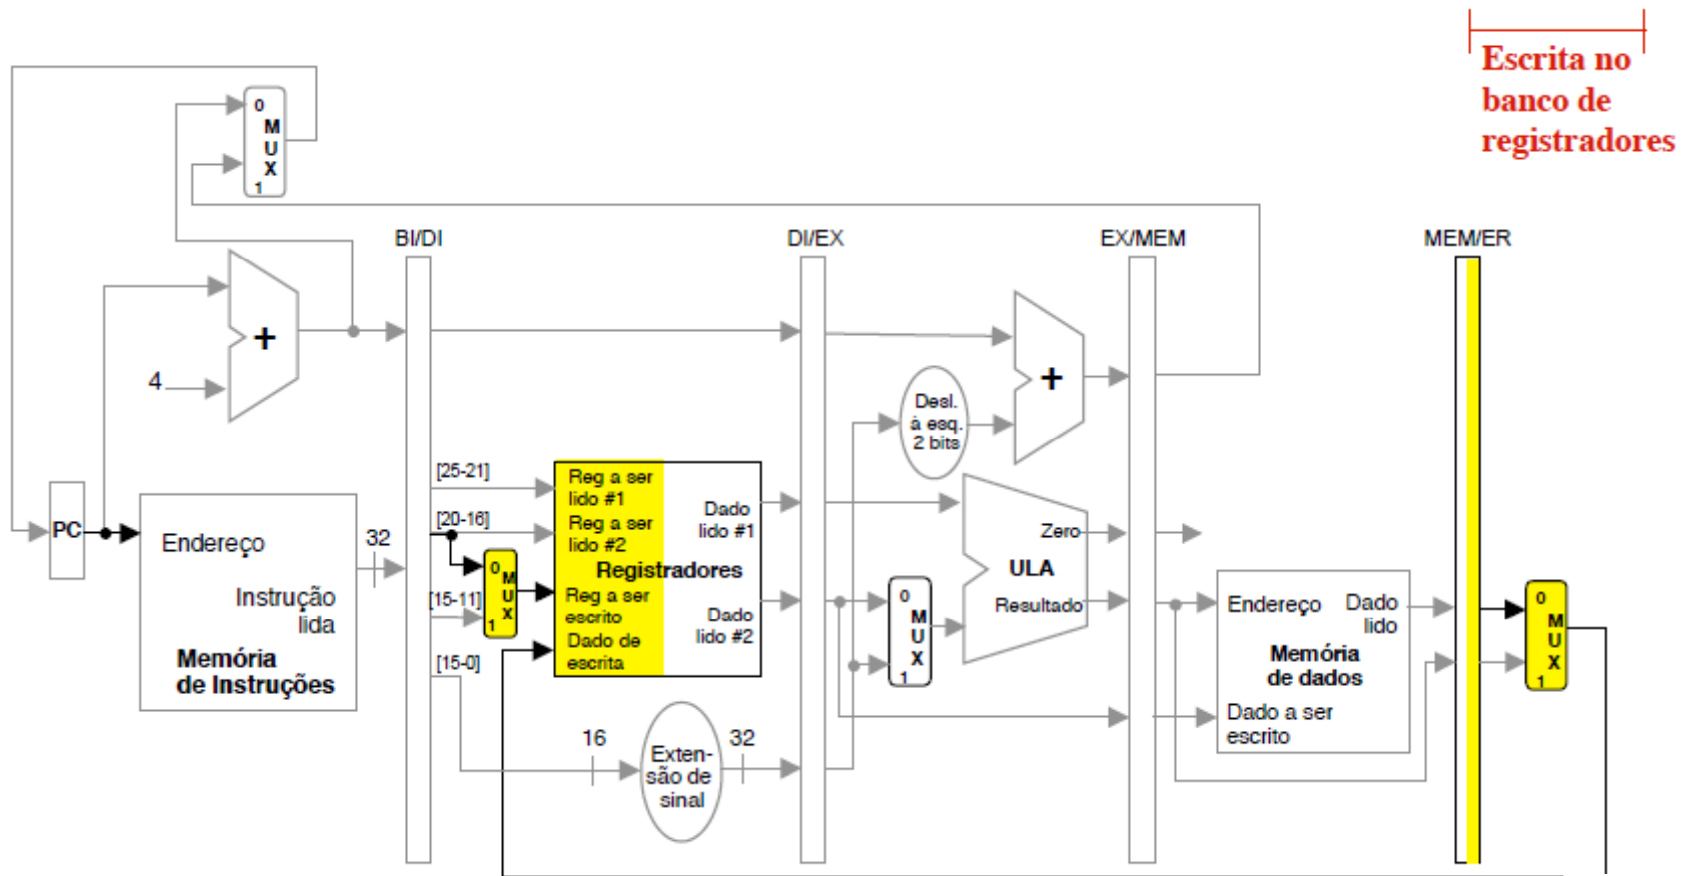 Escrita no
banco de
registradores
0
M
U
X
1
BI/DI
DI/EX
EX/MEM
MEM/ER
+
4
+
Desl.
à esq.
2 bits
[25-21]
[20-16]
[15-11]
[15-0]
PC
Endereço
32
Instrução
lida
Memória
de Instruções
0
M
U
X
1
Reg a ser
lido #1
Reg a ser
lido #2
Registradores
Reg a ser
escrito
Dado de
escrita
Dado
lido #1
Dado
lido #2
16
Exten-
são de
sinal
32
0
M
U
X
1
Zero
ULA
Resultado
Endereço
Dado
lido
Memória
de dados
Dado a ser
escrito
0
M
U
X
1